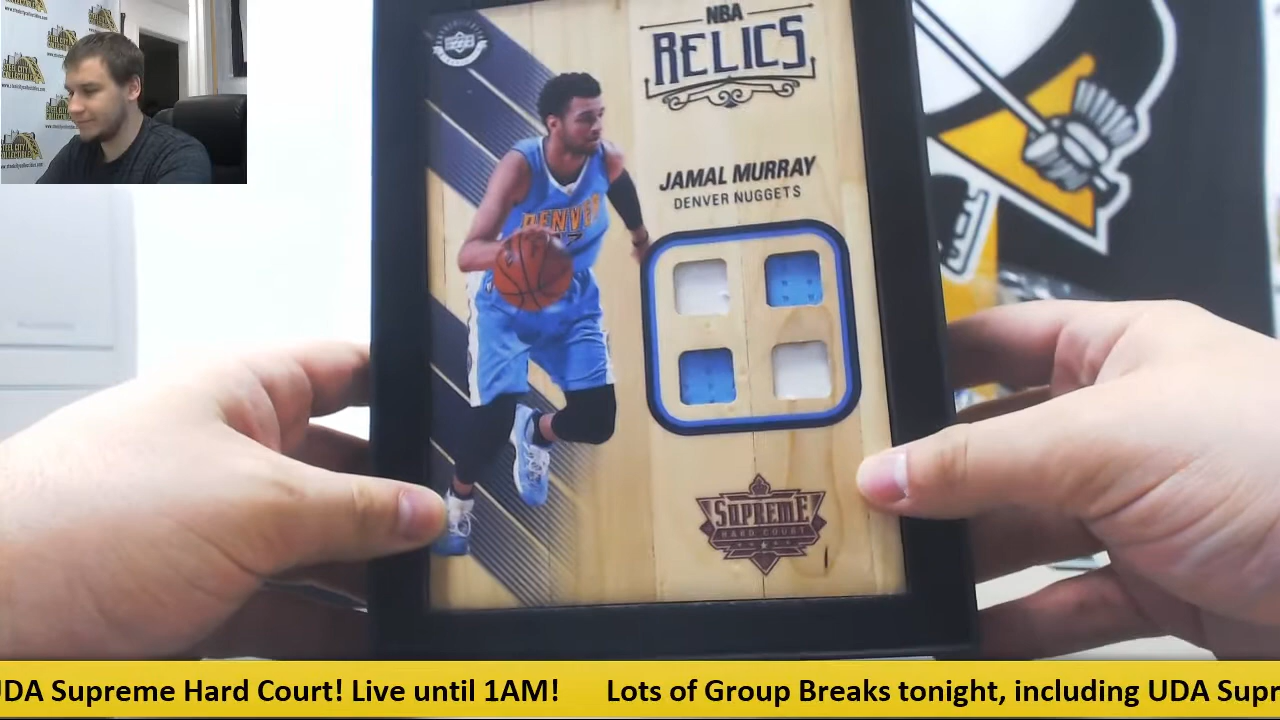 NBA
RELICS
JAMAL MURRAY
DENVER NUGGETS
DENVER
SUPREME
HARD COURT
UDA Supreme Hard Court! Live until 1AM! Lots of Group Breaks tonight, including UDA Supr